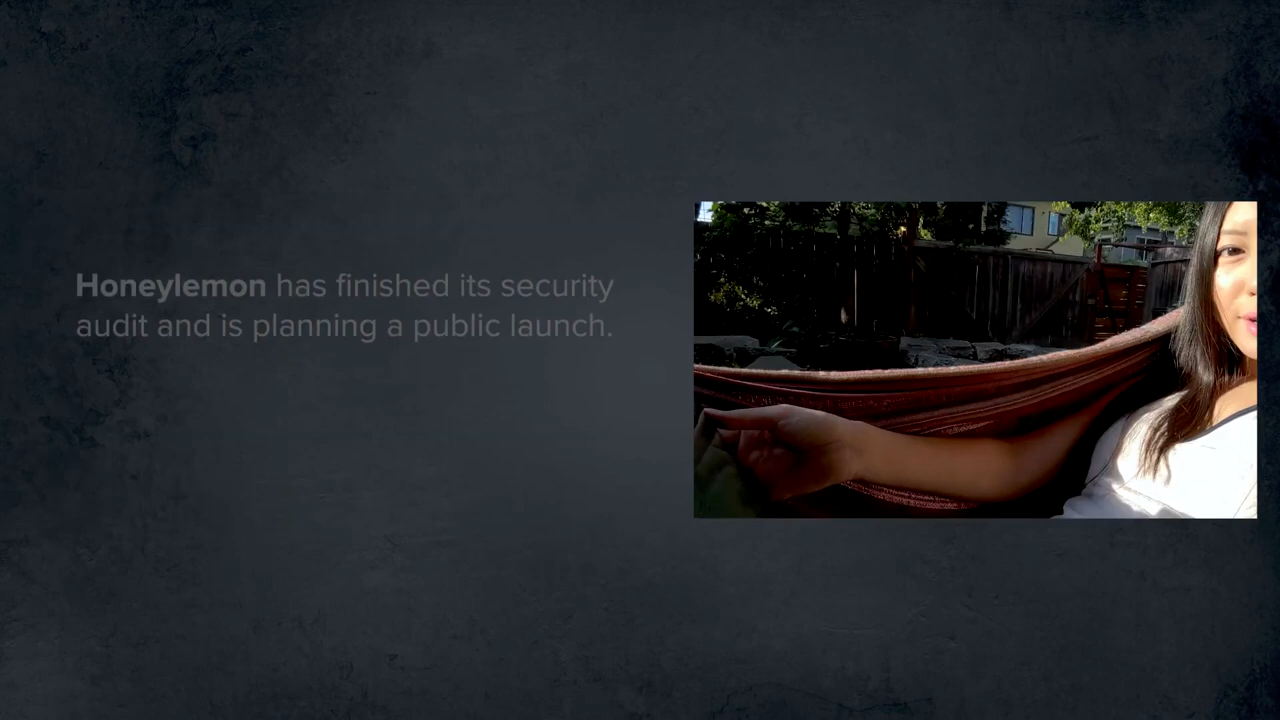 Honeylemon has finished its security
audit and is planning a public launch.